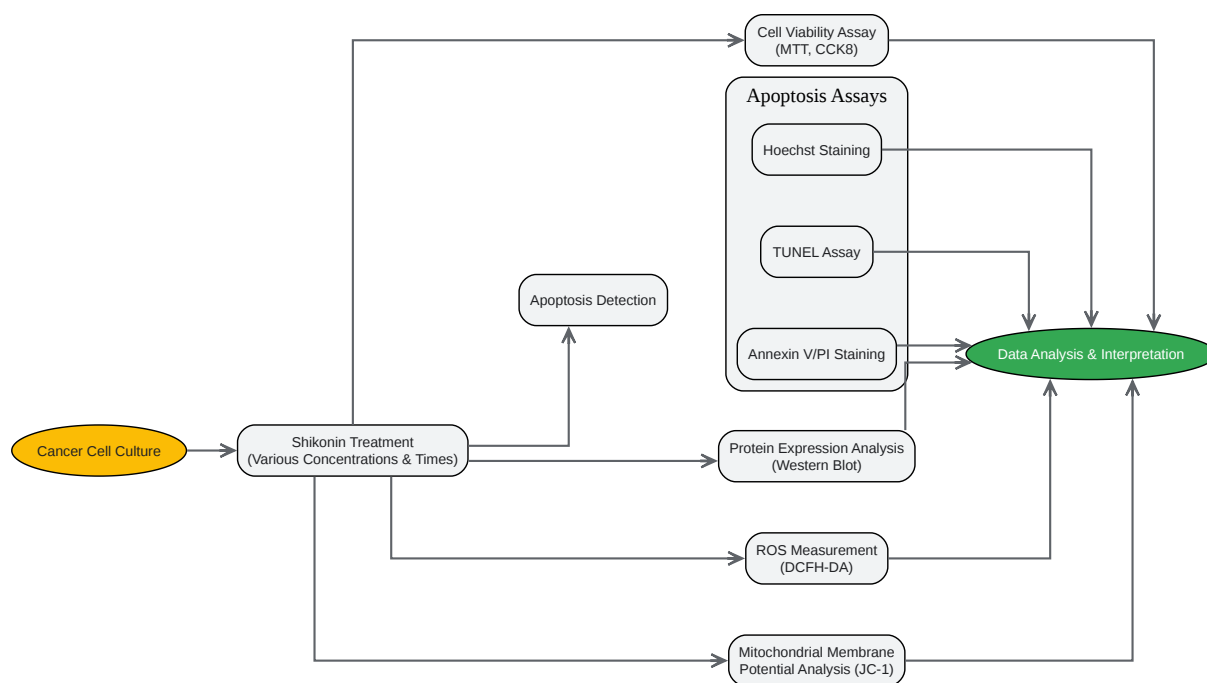 Cell Viability Assay
(MTT, CCK8)
Apoptosis Assays
Hoechst Staining
TUNEL Assay
Apoptosis Detection
Annexin V/PI Staining
Data Analysis & Interpretation
Cancer Cell Culture
Shikonin Treatment
(Various Concentrations & Times)
Protein Expression Analysis
(Western Blot)
ROS Measurement
(DCFH-DA)
Mitochondrial Membrane
Potential Analysis (JC-1)